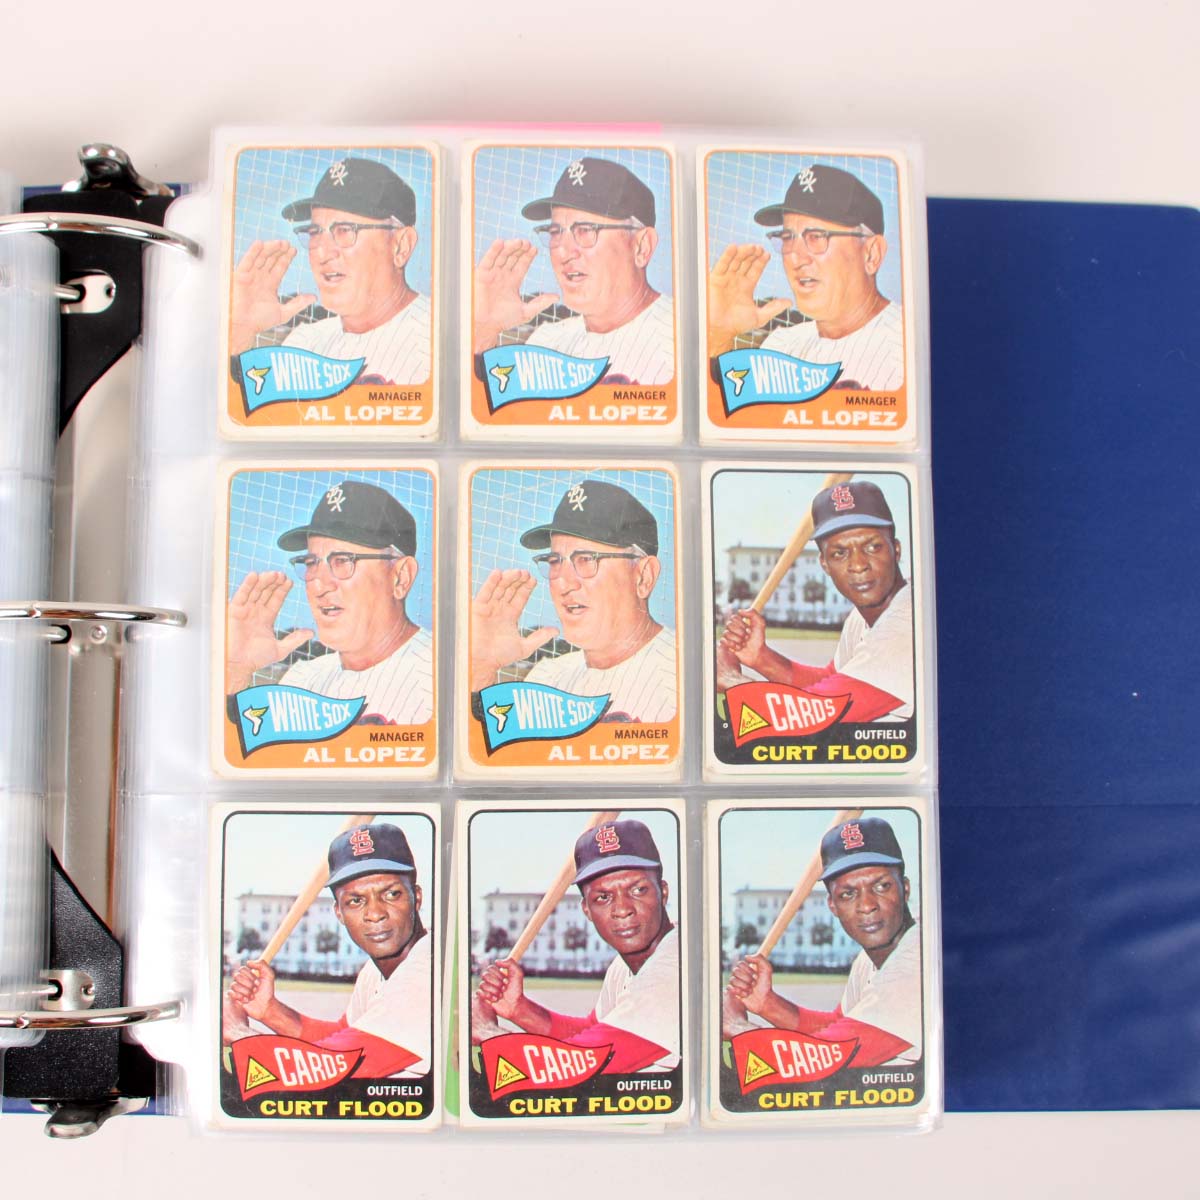 WHITE SOX
MANAGER
AL LOPEZ
WHITE SOX
MANAGER
AL LOPEZ
WHITE SOX
MANAGER
AL LOPEZ
WHITE SOX
MANAGER
AL LOPEZ
WHITE SOX
MANAGER
AL LOPEZ
CARDS
OUTFIELD
CURT FLOOD
CARDS
OUTFIELD
CURT FLOOD
CARDS
OUTFIELD
CURT FLOOD
CARDS
OUTFIELD
CURT FLOOD